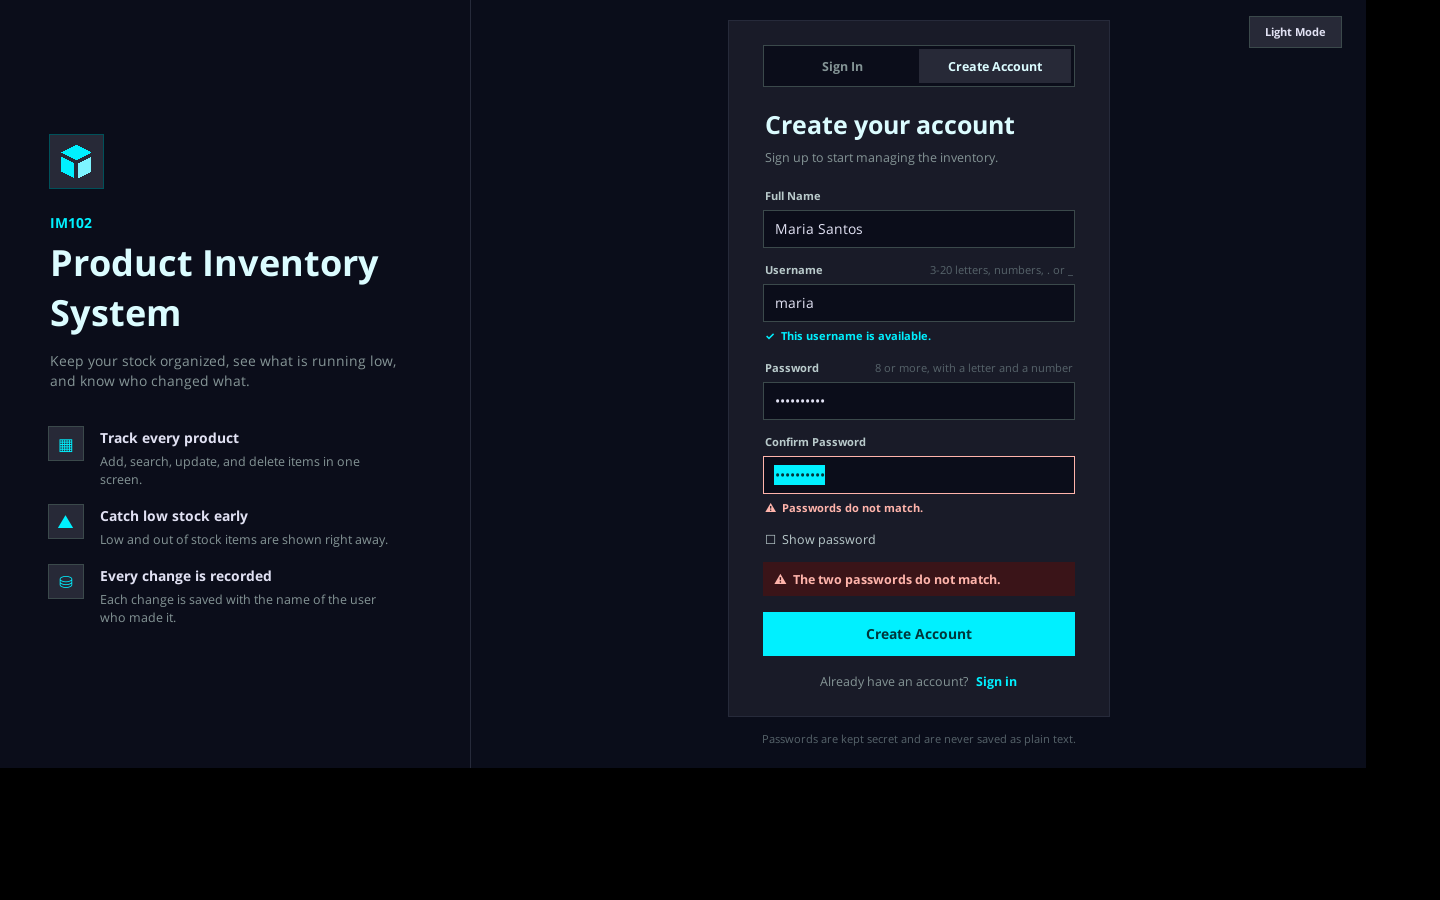 Light Mode
IM102
Product Inventory
System
Keep your stock organized, see what is running low,
and know who changed what.
Track every product
Add, search, update, and delete items in one
screen.
Catch low stock early
Low and out of stock items are shown right away.
Every change is recorded
Each change is saved with the name of the user
who made it.
Sign In
Create Account
Create your account
Sign up to start managing the inventory.
Full Name
Maria Santos
Username 3-20 letters, numbers, . or _
maria
✓ This username is available.
Password 8 or more, with a letter and a number
••••••••••
Confirm Password
••••••••••
⚠ Passwords do not match.
☐ Show password
⚠ The two passwords do not match.
Create Account
Already have an account? Sign in
Passwords are kept secret and are never saved as plain text.